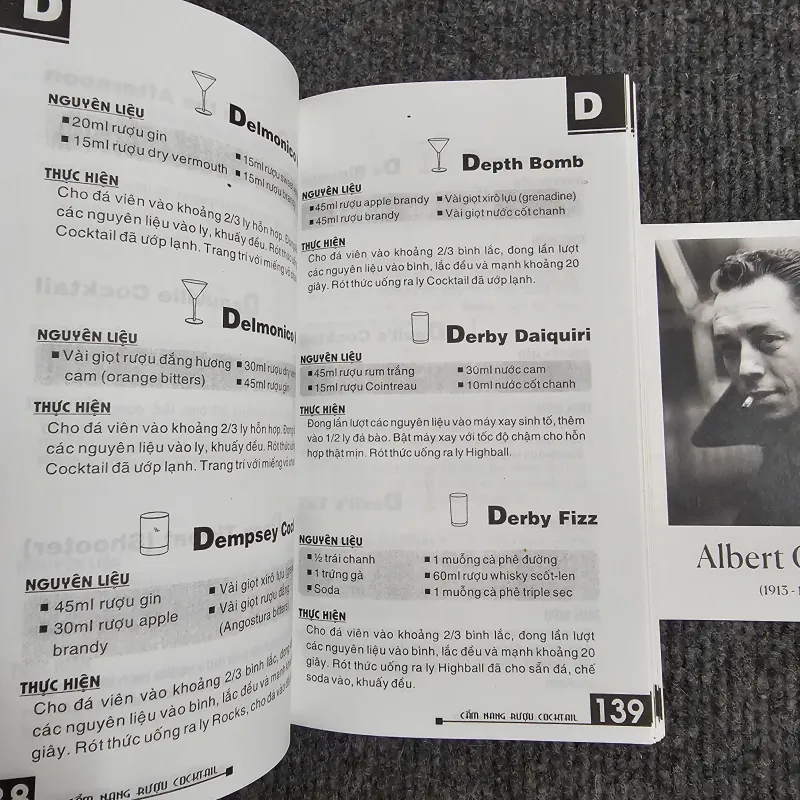 D
Delmonico
NGUYÊN LIỆU
20ml rượu gin
15ml rượu dry vermouth
15ml rượu
15ml rượu
THỰC HIỆN
Cho đá viên vào khoảng 2/3 ly hỗn hợp. Đong
các nguyên liệu vào ly, khuấy đều. Rót
Cocktail đã ướp lạnh. Trang trí với miếng vỏ
Delmonico
NGUYÊN LIỆU
Vài giọt rượu đắng hương
cam (orange bitters)
30ml rượu
45ml rượu gin
THỰC HIỆN
Cho đá viên vào khoảng 2/3 ly hỗn hợp. Đong
các nguyên liệu vào ly, khuấy đều. Rót
Cocktail đã ướp lạnh. Trang trí với miếng vỏ
Dempsey
NGUYÊN LIỆU
45ml rượu gin
30ml rượu apple
brandy
Vài giọt xirô lựu
Vài giọt rượu đắng
(Angostura bitters)
THỰC HIỆN
Cho đá viên vào khoảng 2/3 bình lắc,
các nguyên liệu vào bình, lắc đều và mạnh
giây. Rót thức uống ra ly Rocks, cho đá vào
CẨM NANG RƯỢU COCKTAIL
D
Depth Bomb
NGUYÊN LIỆU
45ml rượu apple brandy ▪ Vài giọt xirô lựu (grenadine)
45ml rượu brandy ▪ Vài giọt nước cốt chanh
THỰC HIỆN
Cho đá viên vào khoảng 2/3 bình lắc, đong lần lượt
các nguyên liệu vào bình, lắc đều và mạnh khoảng 20
giây. Rót thức uống ra ly Cocktail đã ướp lạnh.
Derby Daiquiri
NGUYÊN LIỆU
45ml rượu rum trắng ▪ 30ml nước cam
15ml rượu Cointreau ▪ 10ml nước cốt chanh
THỰC HIỆN
Đong lần lượt các nguyên liệu vào máy xay sinh tố, thêm
vào 1/2 ly đá bào. Bật máy xay với tốc độ chậm cho hỗn
hợp thật mịn. Rót thức uống ra ly Highball.
Derby Fizz
NGUYÊN LIỆU
½ trái chanh ▪ 1 muỗng cà phê đường
1 trứng gà ▪ 60ml rượu whisky scốt-len
Soda ▪ 1 muỗng cà phê triple sec
THỰC HIỆN
Cho đá viên vào khoảng 2/3 bình lắc, đong lần lượt
các nguyên liệu vào bình, lắc đều và mạnh khoảng 20
giây. Rót thức uống ra ly Highball đã cho sẵn đá, chế
soda vào, khuấy đều.
CẨM NANG RƯỢU COCKTAIL 139
Albert
(1913 -